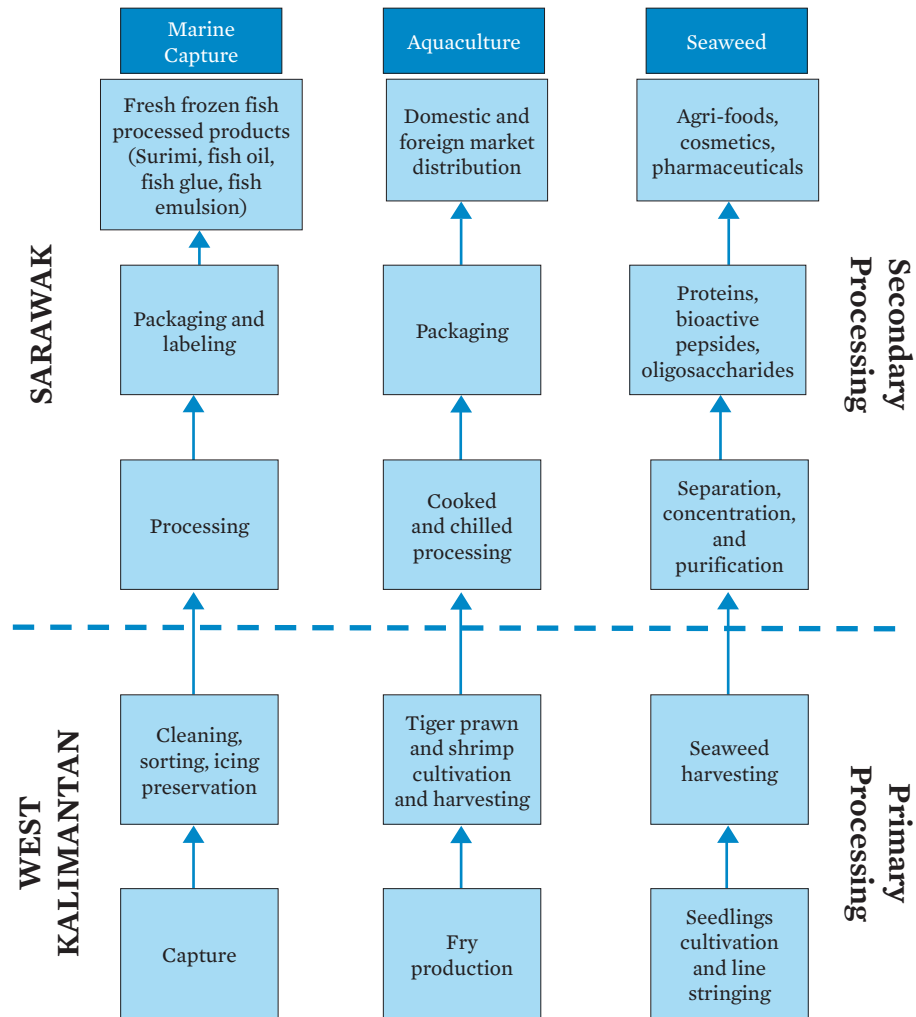 Marine
Capture
Aquaculture
Seaweed
Fresh frozen fish
processed products
(Surimi, fish oil,
fish glue, fish
emulsion)
Domestic and
foreign market
distribution
Agri-foods,
cosmetics,
pharmaceuticals
SARAWAK
Secondary
Processing
Packaging and
labeling
Packaging
Proteins,
bioactive
pepsides,
oligosaccharides
Processing
Cooked
and chilled
processing
Separation,
concentration,
and
purification
WEST
KALIMANTAN
Primary
Processing
Cleaning,
sorting, icing
preservation
Tiger prawn
and shrimp
cultivation
and harvesting
Seaweed
harvesting
Capture
Fry
production
Seedlings
cultivation
and line
stringing